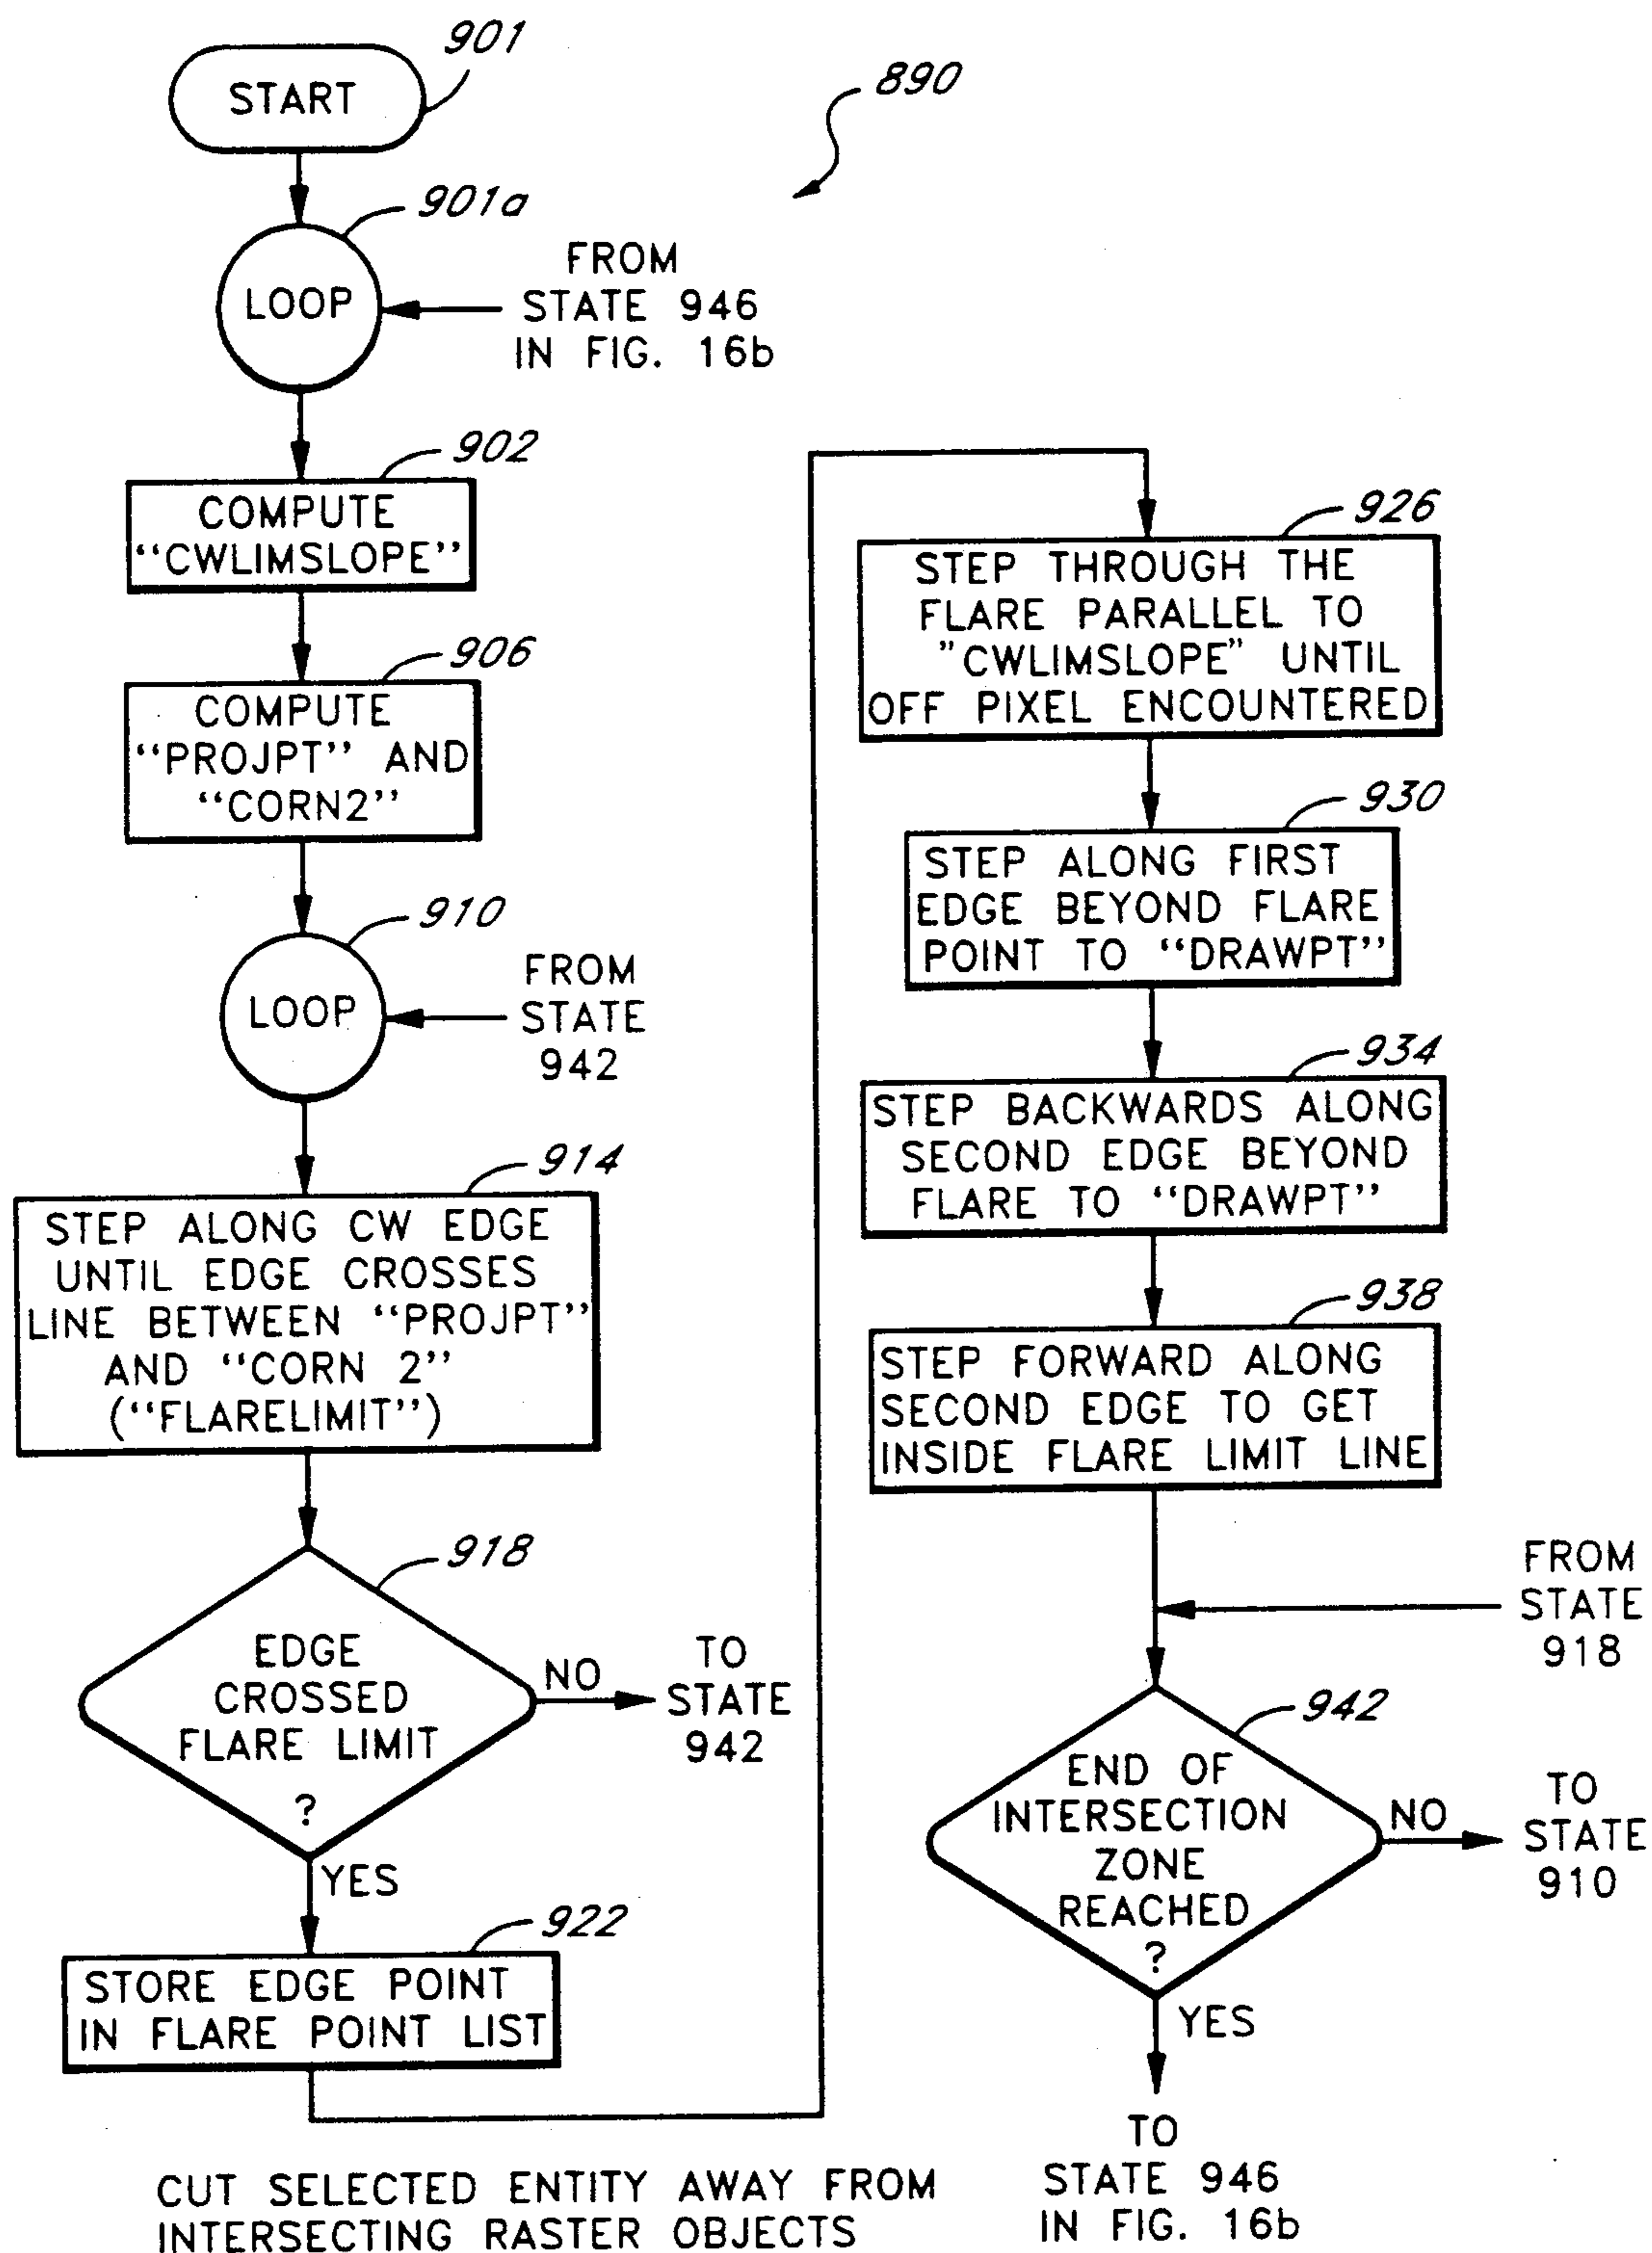 901
START
890
901a
LOOP
FROM
STATE 946
IN FIG. 16b
902
COMPUTE
“CWLIMSLOPE”
906
COMPUTE
“PROJPT” AND
“CORN2”
910
LOOP
FROM
STATE
942
914
STEP ALONG CW EDGE
UNTIL EDGE CROSSES
LINE BETWEEN “PROJPT”
AND “CORN 2”
(“FLARELIMIT”)
918
EDGE
CROSSED
FLARE LIMIT
?
NO
TO
STATE
942
YES
922
STORE EDGE POINT
IN FLARE POINT LIST
926
STEP THROUGH THE
FLARE PARALLEL TO
”CWLIMSLOPE” UNTIL
OFF PIXEL ENCOUNTERED
930
STEP ALONG FIRST
EDGE BEYOND FLARE
POINT TO “DRAWPT”
934
STEP BACKWARDS ALONG
SECOND EDGE BEYOND
FLARE TO “DRAWPT”
938
STEP FORWARD ALONG
SECOND EDGE TO GET
INSIDE FLARE LIMIT LINE
FROM
STATE
918
942
END OF
INTERSECTION
ZONE
REACHED
?
NO
TO
STATE
910
YES
TO
STATE 946
IN FIG. 16b
CUT SELECTED ENTITY AWAY FROM
INTERSECTING RASTER OBJECTS